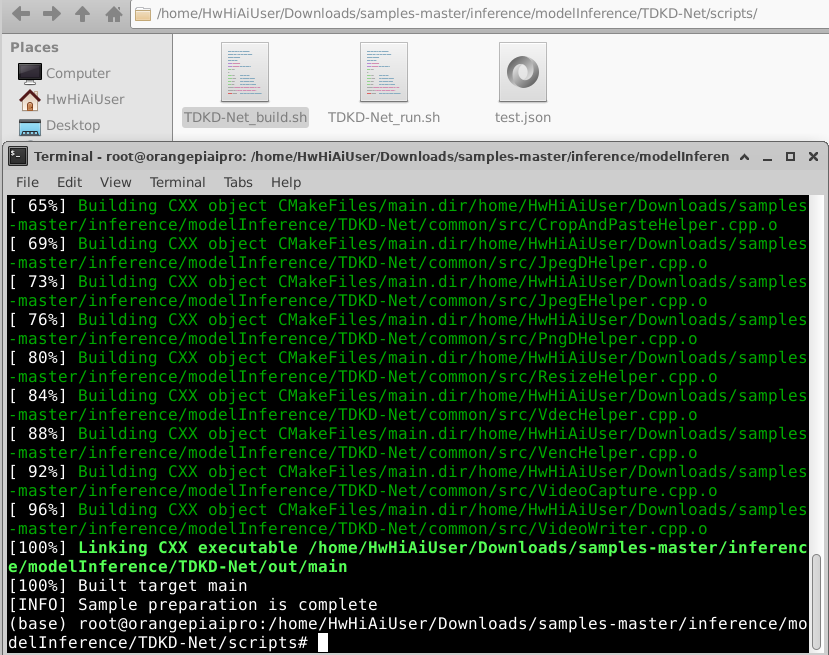 /home/HwHiAiUser/Downloads/samples-master/inference/modelInference/TDKD-Net/scripts/
Places
Computer
HwHiAiUser
Desktop
TDKD-Net_build.sh
TDKD-Net_run.sh
test.json
Terminal - root@orangepiaipro: /home/HwHiAiUser/Downloads/samples-master/inference/modelInferen
File Edit View Terminal Tabs Help
[ 65%] Building CXX object CMakeFiles/main.dir/home/HwHiAiUser/Downloads/samples
-master/inference/modelInference/TDKD-Net/common/src/CropAndPasteHelper.cpp.o
[ 69%] Building CXX object CMakeFiles/main.dir/home/HwHiAiUser/Downloads/samples
-master/inference/modelInference/TDKD-Net/common/src/JpegDHelper.cpp.o
[ 73%] Building CXX object CMakeFiles/main.dir/home/HwHiAiUser/Downloads/samples
-master/inference/modelInference/TDKD-Net/common/src/JpegEHelper.cpp.o
[ 76%] Building CXX object CMakeFiles/main.dir/home/HwHiAiUser/Downloads/samples
-master/inference/modelInference/TDKD-Net/common/src/PngDHelper.cpp.o
[ 80%] Building CXX object CMakeFiles/main.dir/home/HwHiAiUser/Downloads/samples
-master/inference/modelInference/TDKD-Net/common/src/ResizeHelper.cpp.o
[ 84%] Building CXX object CMakeFiles/main.dir/home/HwHiAiUser/Downloads/samples
-master/inference/modelInference/TDKD-Net/common/src/VdecHelper.cpp.o
[ 88%] Building CXX object CMakeFiles/main.dir/home/HwHiAiUser/Downloads/samples
-master/inference/modelInference/TDKD-Net/common/src/VencHelper.cpp.o
[ 92%] Building CXX object CMakeFiles/main.dir/home/HwHiAiUser/Downloads/samples
-master/inference/modelInference/TDKD-Net/common/src/VideoCapture.cpp.o
[ 96%] Building CXX object CMakeFiles/main.dir/home/HwHiAiUser/Downloads/samples
-master/inference/modelInference/TDKD-Net/common/src/VideoWriter.cpp.o
[100%] Linking CXX executable /home/HwHiAiUser/Downloads/samples-master/inferenc
e/modelInference/TDKD-Net/out/main
[100%] Built target main
[INFO] Sample preparation is complete
(base) root@orangepiaipro:/home/HwHiAiUser/Downloads/samples-master/inference/mo
delInference/TDKD-Net/scripts#